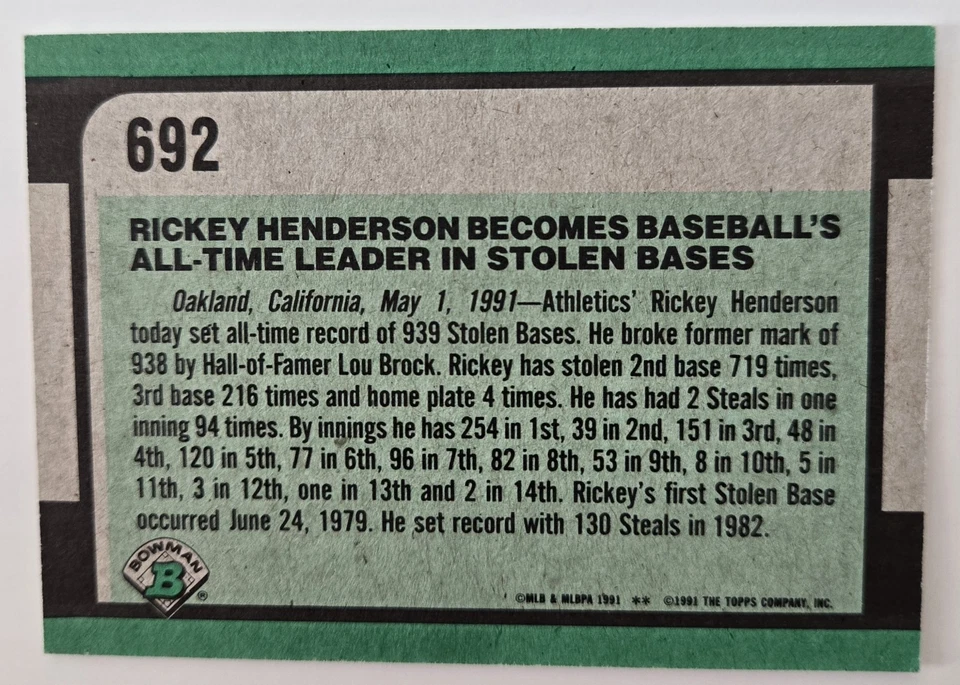 692
RICKEY HENDERSON BECOMES BASEBALL'S
ALL-TIME LEADER IN STOLEN BASES
Oakland, California, May 1, 1991—Athletics' Rickey Henderson
today set all-time record of 939 Stolen Bases. He broke former mark of
938 by Hall-of-Famer Lou Brock. Rickey has stolen 2nd base 719 times,
3rd base 216 times and home plate 4 times. He has had 2 Steals in one
inning 94 times. By innings he has 254 in 1st, 39 in 2nd, 151 in 3rd, 48 in
4th, 120 in 5th, 77 in 6th, 96 in 7th, 82 in 8th, 53 in 9th, 8 in 10th, 5 in
11th, 3 in 12th, one in 13th and 2 in 14th. Rickey's first Stolen Base
occurred June 24, 1979. He set record with 130 Steals in 1982.
BOWMAN
B ®
©MLB & MLBPA 1991 ** ©1991 THE TOPPS COMPANY, INC.